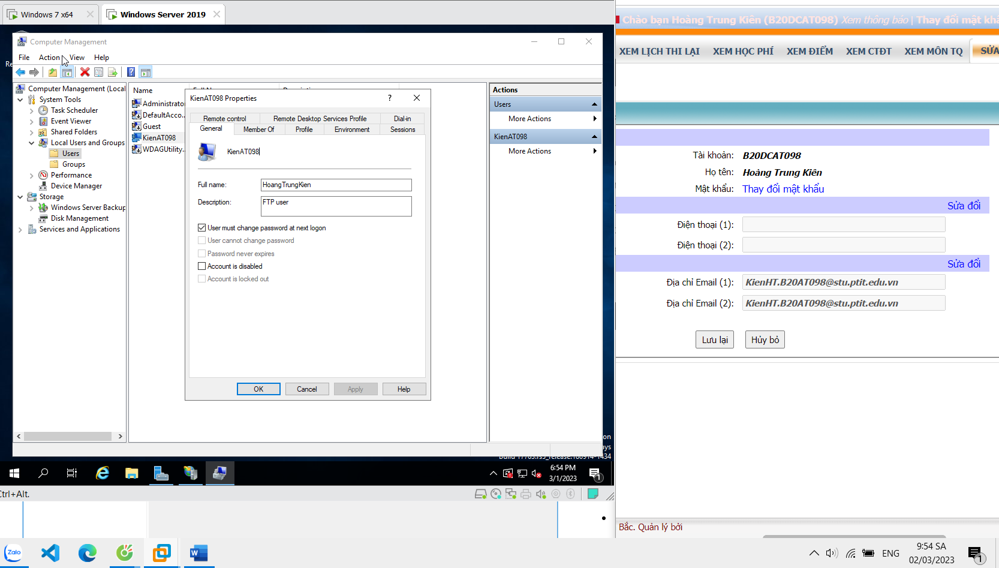 Windows 7 x64
Windows Server 2019
Computer Management
File Action View Help
Computer Management (Local
System Tools
Task Scheduler
Event Viewer
Shared Folders
Local Users and Groups
Users
Groups
Performance
Device Manager
Storage
Windows Server Backup
Disk Management
Services and Applications
Name
Administrator
DefaultAcco...
Guest
KienAT098
WDAGUtility...
KienAT098 Properties
?
Remote control Remote Desktop Services Profile Dial-in
General Member Of Profile Environment Sessions
KienAT098
Full name: HoangTrungKien
Description: FTP user
User must change password at next logon
User cannot change password
Password never expires
Account is disabled
Account is locked out
OK Cancel Apply Help
Actions
Users
More Actions
KienAT098
More Actions
6:54 PM
3/1/2023
1
Ctrl+Alt.
Chào bạn Hoàng Trung Kiên (B20DCAT098) Xem thông báo | Thay đổi mật khẩ
XEM LỊCH THI LẠI XEM HỌC PHÍ XEM ĐIỂM XEM CTĐT XEM MÔN TQ SỬA
Tài khoản: B20DCAT098
Họ tên: Hoàng Trung Kiên
Mật khẩu: Thay đổi mật khẩu
Sửa đổi
Điện thoại (1):
Điện thoại (2):
Sửa đổi
Địa chỉ Email (1): KienHT.B20AT098@stu.ptit.edu.vn
Địa chỉ Email (2): KienHT.B20AT098@stu.ptit.edu.vn
Lưu lại Hủy bỏ
Bắc. Quản lý bởi
Zalo
ENG
9:54 SA
02/03/2023
1